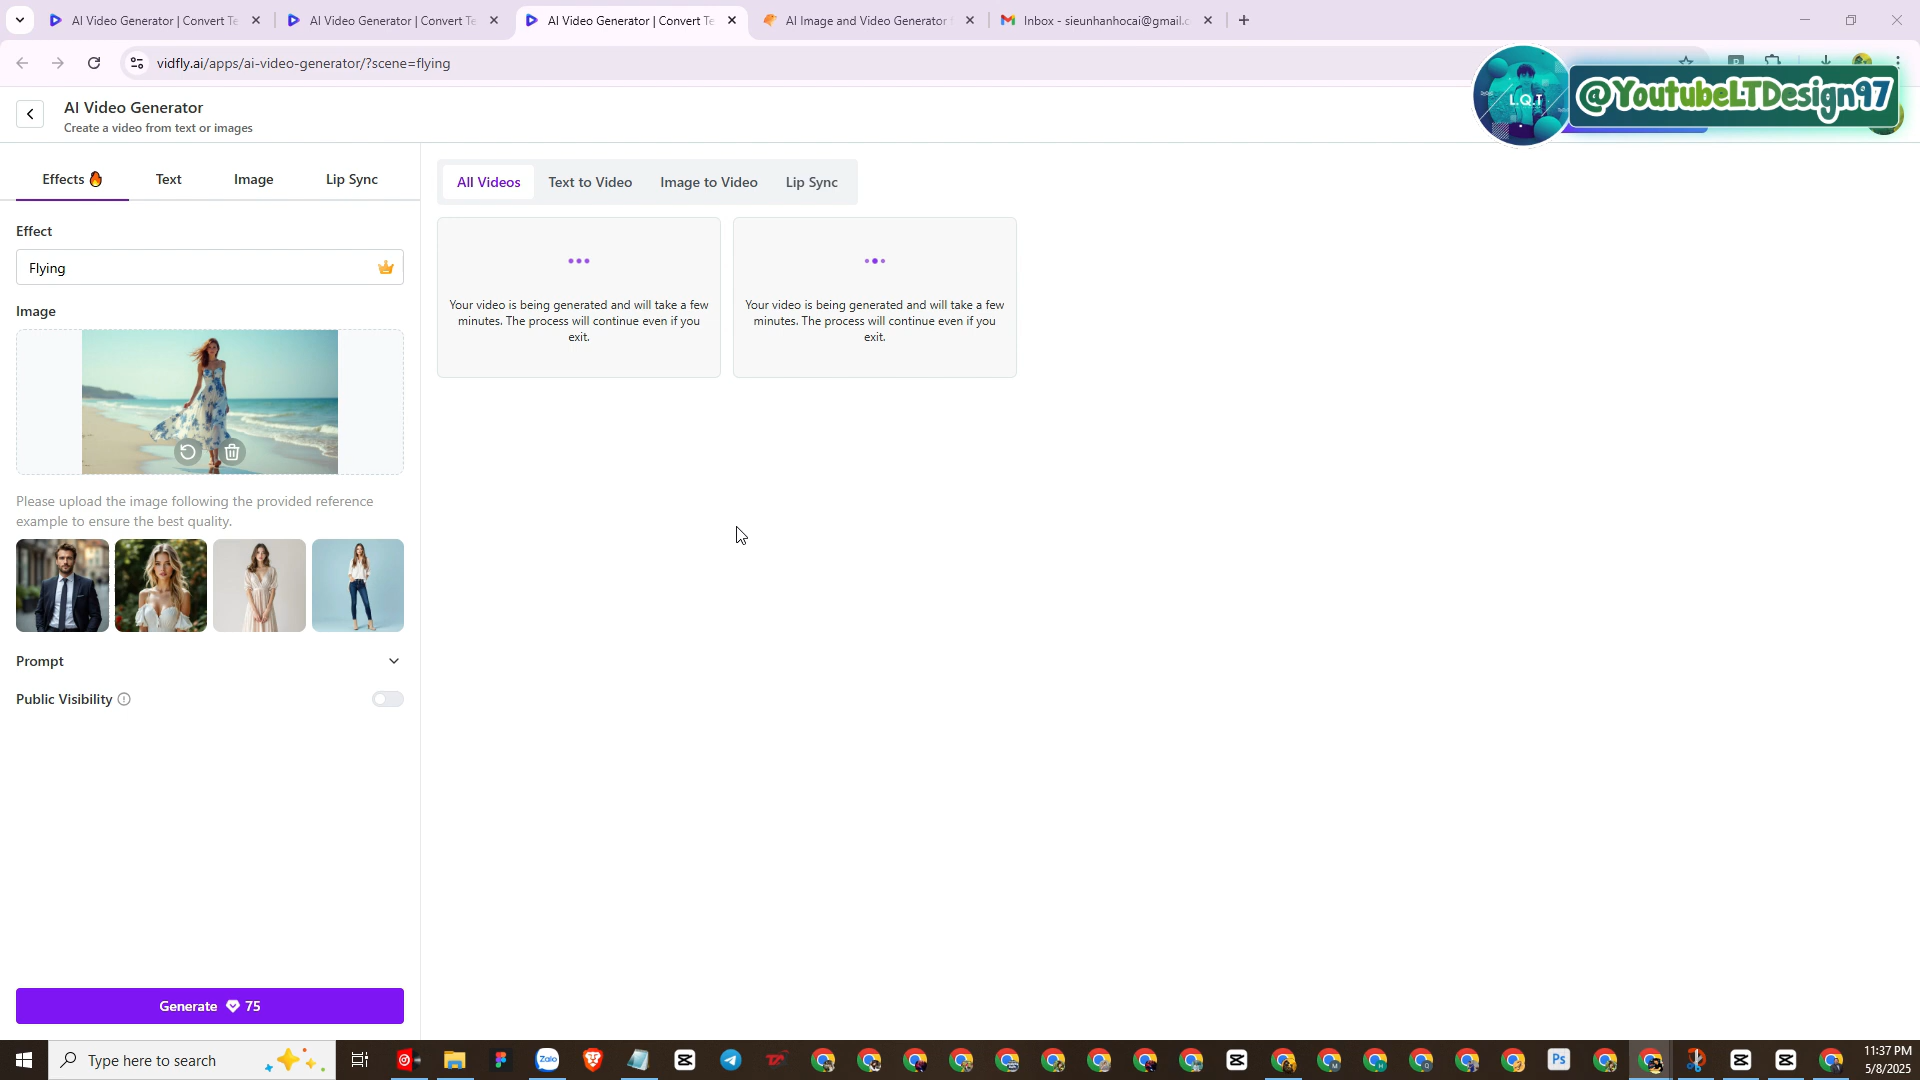 AI Video Generator | Convert Te
AI Video Generator | Convert Te
AI Video Generator | Convert Te
AI Image and Video Generator
Inbox - sieunhanhocai@gmail.c
vidfly.ai/apps/ai-video-generator/?scene=flying
L.Q.T
@YoutubeLTDesign97
AI Video Generator
Create a video from text or images
Effects
Text
Image
Lip Sync
All Videos
Text to Video
Image to Video
Lip Sync
Effect
Flying
Image
Your video is being generated and will take a few
minutes. The process will continue even if you
exit.
Your video is being generated and will take a few
minutes. The process will continue even if you
exit.
Please upload the image following the provided reference
example to ensure the best quality.
Prompt
Public Visibility
Generate 75
Type here to search
Zalo
Ps
11:37 PM
5/8/2025